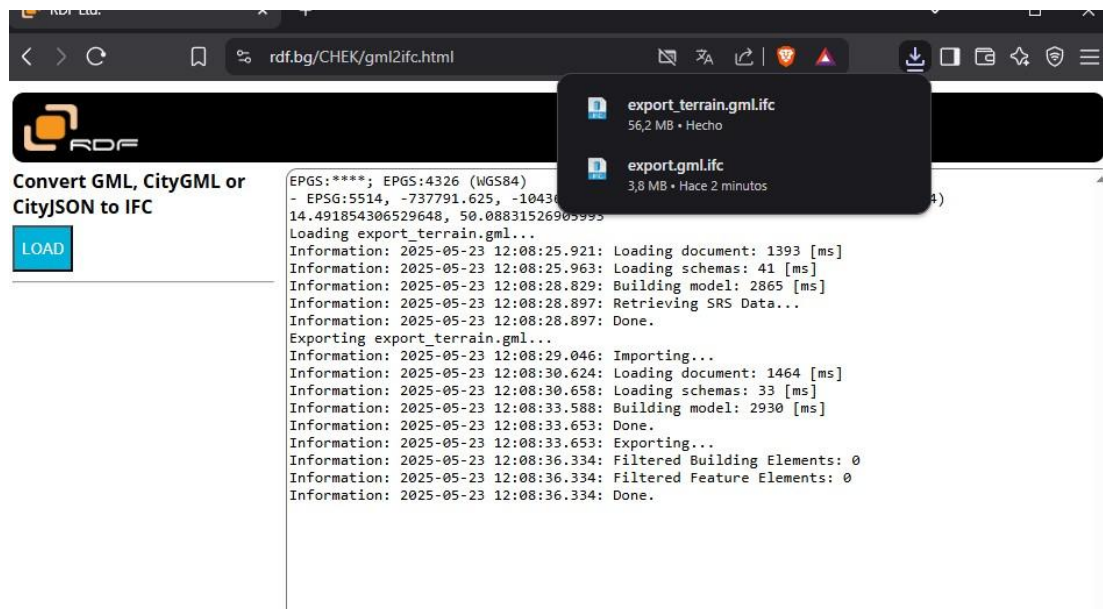 RDF Ltd.
rdf.bg/CHEK/gml2ifc.html
export_terrain.gml.ifc
56,2 MB • Hecho
export.gml.ifc
3,8 MB • Hace 2 minutos
RDF
Convert GML, CityGML or
CityJSON to IFC
LOAD
EPGS:****; EPGS:4326 (WGS84)
- EPSG:5514, -737791.625, -10436 4)
14.491854306529648, 50.08831526905993
Loading export_terrain.gml...
Information: 2025-05-23 12:08:25.921: Loading document: 1393 [ms]
Information: 2025-05-23 12:08:25.963: Loading schemas: 41 [ms]
Information: 2025-05-23 12:08:28.829: Building model: 2865 [ms]
Information: 2025-05-23 12:08:28.897: Retrieving SRS Data...
Information: 2025-05-23 12:08:28.897: Done.
Exporting export_terrain.gml...
Information: 2025-05-23 12:08:29.046: Importing...
Information: 2025-05-23 12:08:30.624: Loading document: 1464 [ms]
Information: 2025-05-23 12:08:30.658: Loading schemas: 33 [ms]
Information: 2025-05-23 12:08:33.588: Building model: 2930 [ms]
Information: 2025-05-23 12:08:33.653: Done.
Information: 2025-05-23 12:08:33.653: Exporting...
Information: 2025-05-23 12:08:36.334: Filtered Building Elements: 0
Information: 2025-05-23 12:08:36.334: Filtered Feature Elements: 0
Information: 2025-05-23 12:08:36.334: Done.